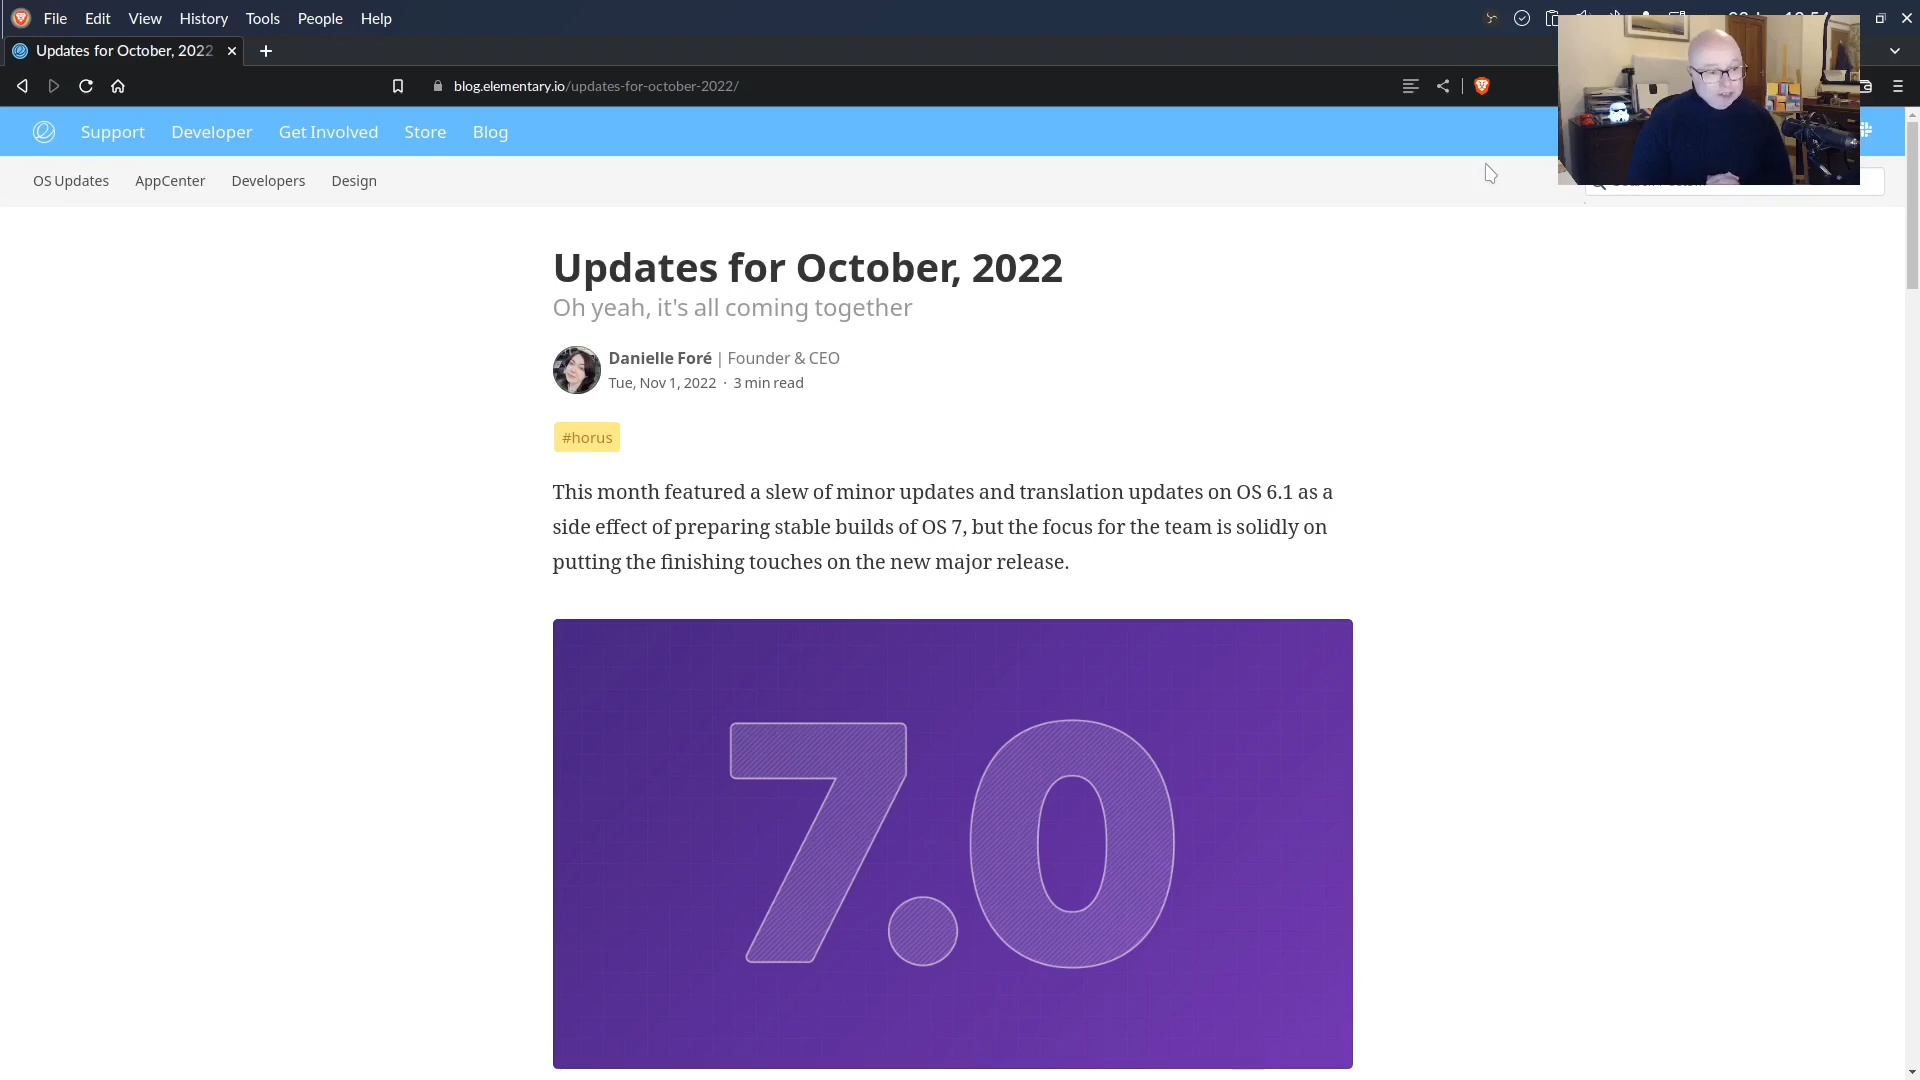 File Edit View History Tools People Help
Updates for October, 2022
blog.elementary.io/updates-for-october-2022/
Support Developer Get Involved Store Blog
OS Updates AppCenter Developers Design
Updates for October, 2022
Oh yeah, it's all coming together
Danielle Foré | Founder & CEO
Tue, Nov 1, 2022 · 3 min read
#horus
This month featured a slew of minor updates and translation updates on OS 6.1 as a
side effect of preparing stable builds of OS 7, but the focus for the team is solidly on
putting the finishing touches on the new major release.
7.0